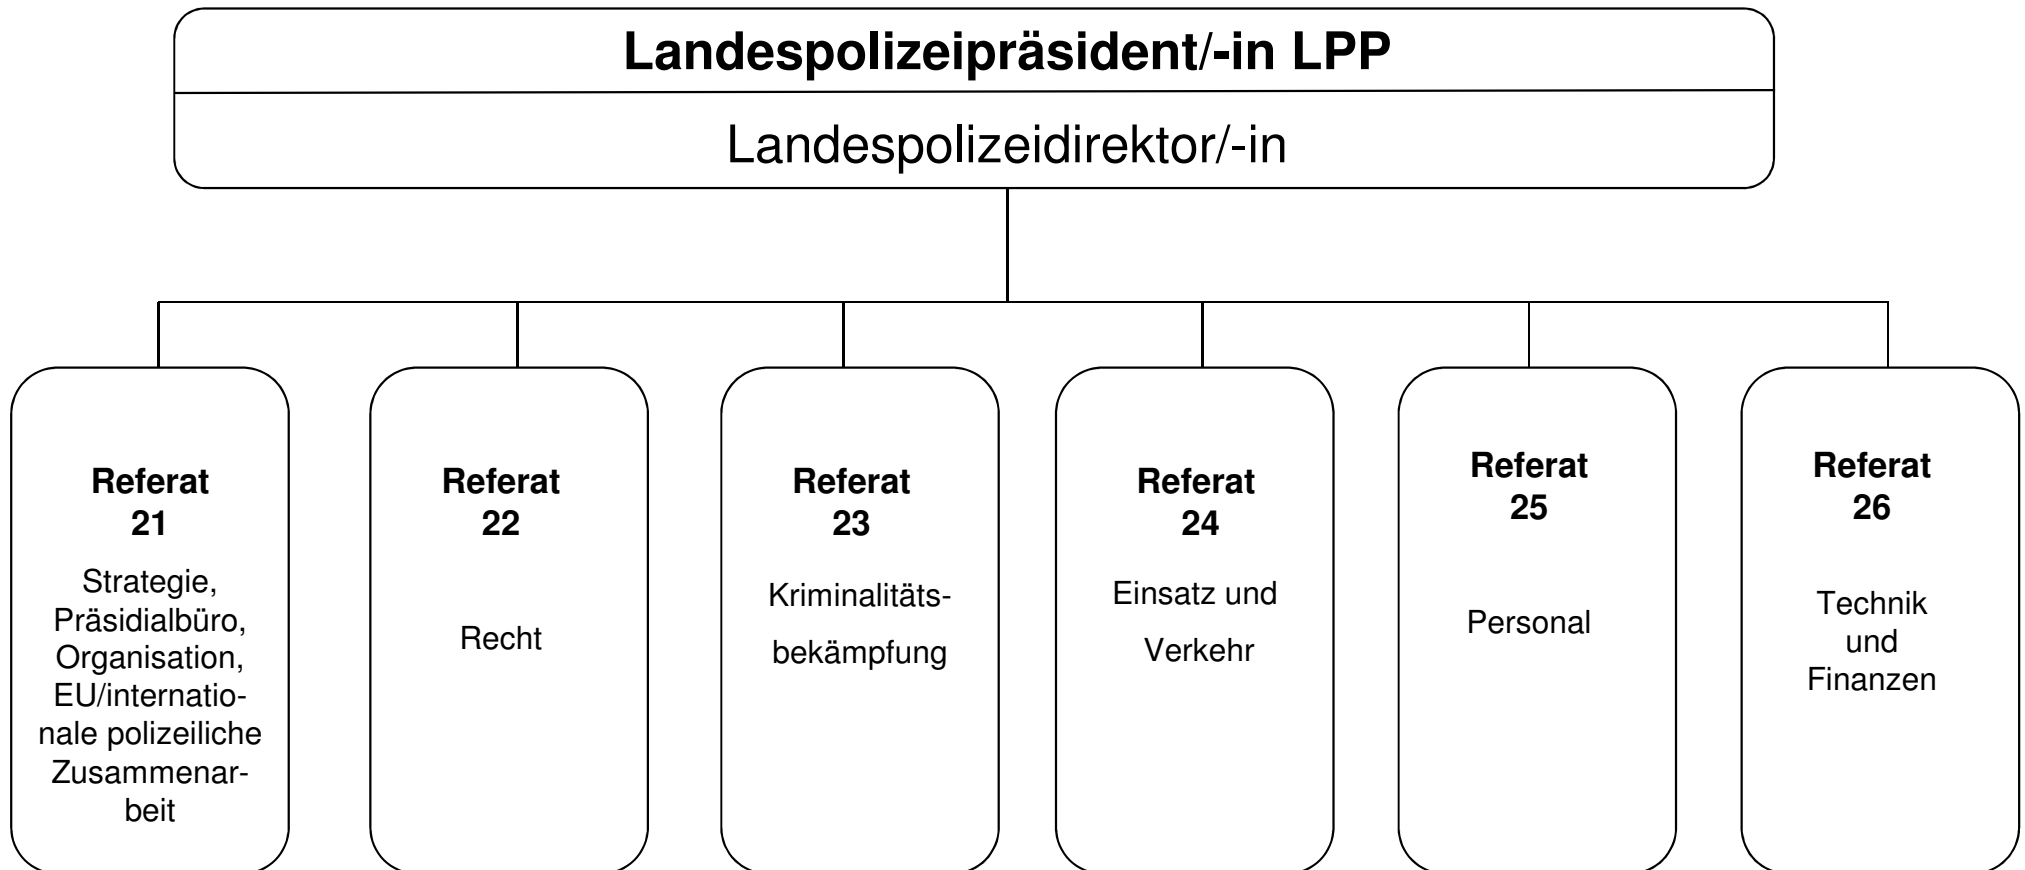 Landespolizeipräsident/-in LPP
Landespolizeidirektor/-in
Referat
21
Strategie,
Präsidialbüro,
Organisation,
EU/internatio-
nale polizeiliche
Zusammenar-
beit
Referat
22
Recht
Referat
23
Kriminalitäts-
bekämpfung
Referat
24
Einsatz und
Verkehr
Referat
25
Personal
Referat
26
Technik
und
Finanzen